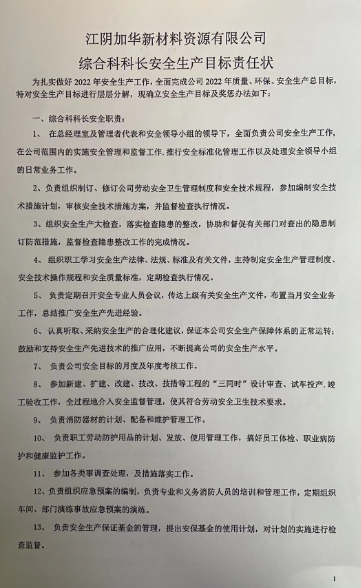 江阴加华新材料资源有限公司
综合科科长安全生产目标责任状
为扎实做好2022年安全生产工作,全面完成公司2022年质量、环保、安全生产总目标,
特对安全生产目标进行层层分解,现确立安全生产目标及奖惩办法如下:
一、综合科科长安全职责:
1、在总经理室及管理者代表和安全领导小组的领导下,全面负责公司安全生产工作,
在公司范围内的实施安全管理和监督工作,推行安全标准化管理工作以及处理安全领导小组
的日常业务工作。
2、负责组织制订、修订公司劳动安全卫生管理制度和安全技术规程,参加编制安全技
术措施计划,审核安全技术措施方案,并监督检查执行情况。
3、组织安全生产大检查,落实检查隐患的整改,协助和督促有关部门对查出的隐患制
订防范措施,监督检查隐患整改工作的完成情况。
4、组织职工学习安全生产法律、法规、标准及有关文件,主持制定安全生产管理制度、
安全技术操作规程和安全质量标准,定期检查执行情况。
5、负责定期召开安全专业人员会议,传达上级有关安全生产文件,布置当月安全业务
工作,总结推广安全生产先进经验。
6、认真听取、采纳安全生产的合理化建议,保证本公司安全生产保障体系的正常运转;
鼓励和支持安全生产先进技术的推广应用,不断提高公司的安全生产水平。
7、负责公司安全目标的月度及年度考核工作。
8、参加新建、扩建、改建、技改、技措等工程的“三同时”设计审查、试车投产、竣
工验收工作,全过程地介入安全监督管理,使其符合劳动安全卫生技术要求。
9、负责消防器材的计划、配备和维护管理工作。
10、负责职工劳动防护用品的计划、发放、使用管理工作,搞好员工体检、职业病防
护和健康监护工作。
11、参加各类事调查处理,及措施落实工作。
12、负责组织应急预案的编制,负责专业和义务消防人员的培训和管理工作,定期组织
车间、部门演练事故应急预案的演练。
13、负责安全生产保证基金的管理,提出安保基金的使用计划,对计划的实施进行检
查监督。
1